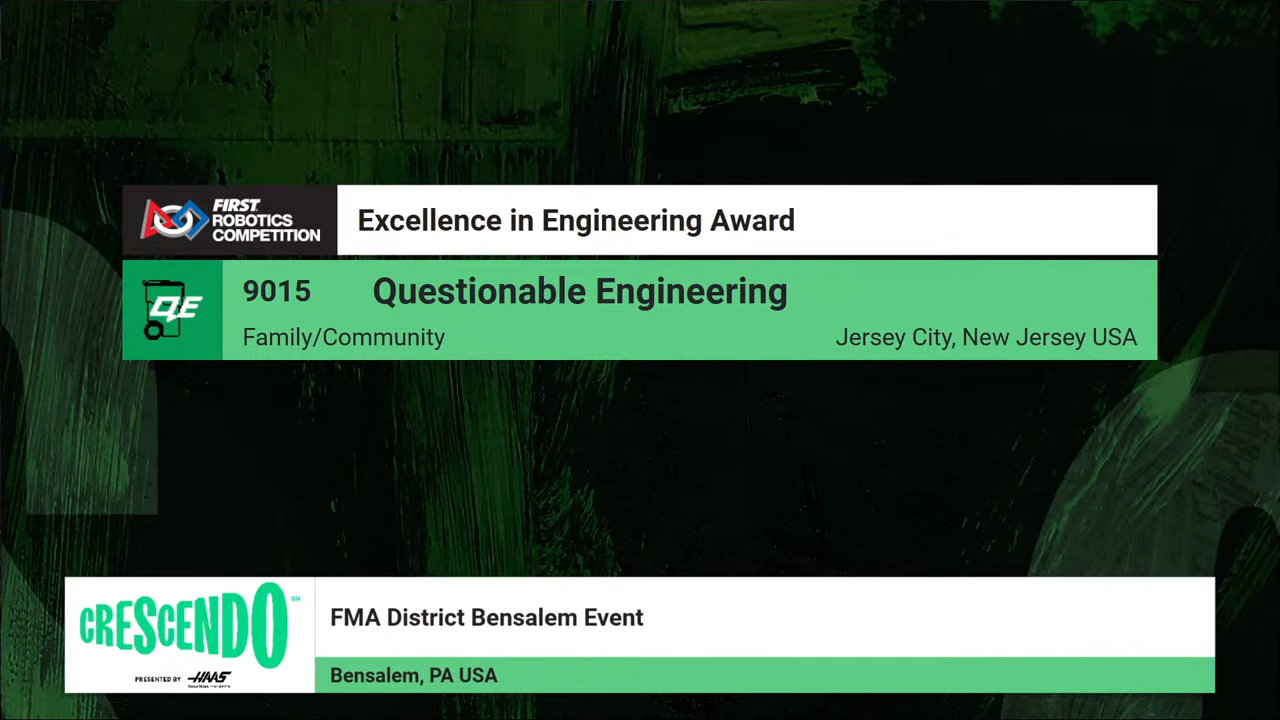 FIRST
ROBOTICS
COMPETITION
Excellence in Engineering Award
QE
9015 Questionable Engineering
Family/Community
Jersey City, New Jersey USA
CRESCENDO SM
PRESENTED BY HAAS
FMA District Bensalem Event
Bensalem, PA USA